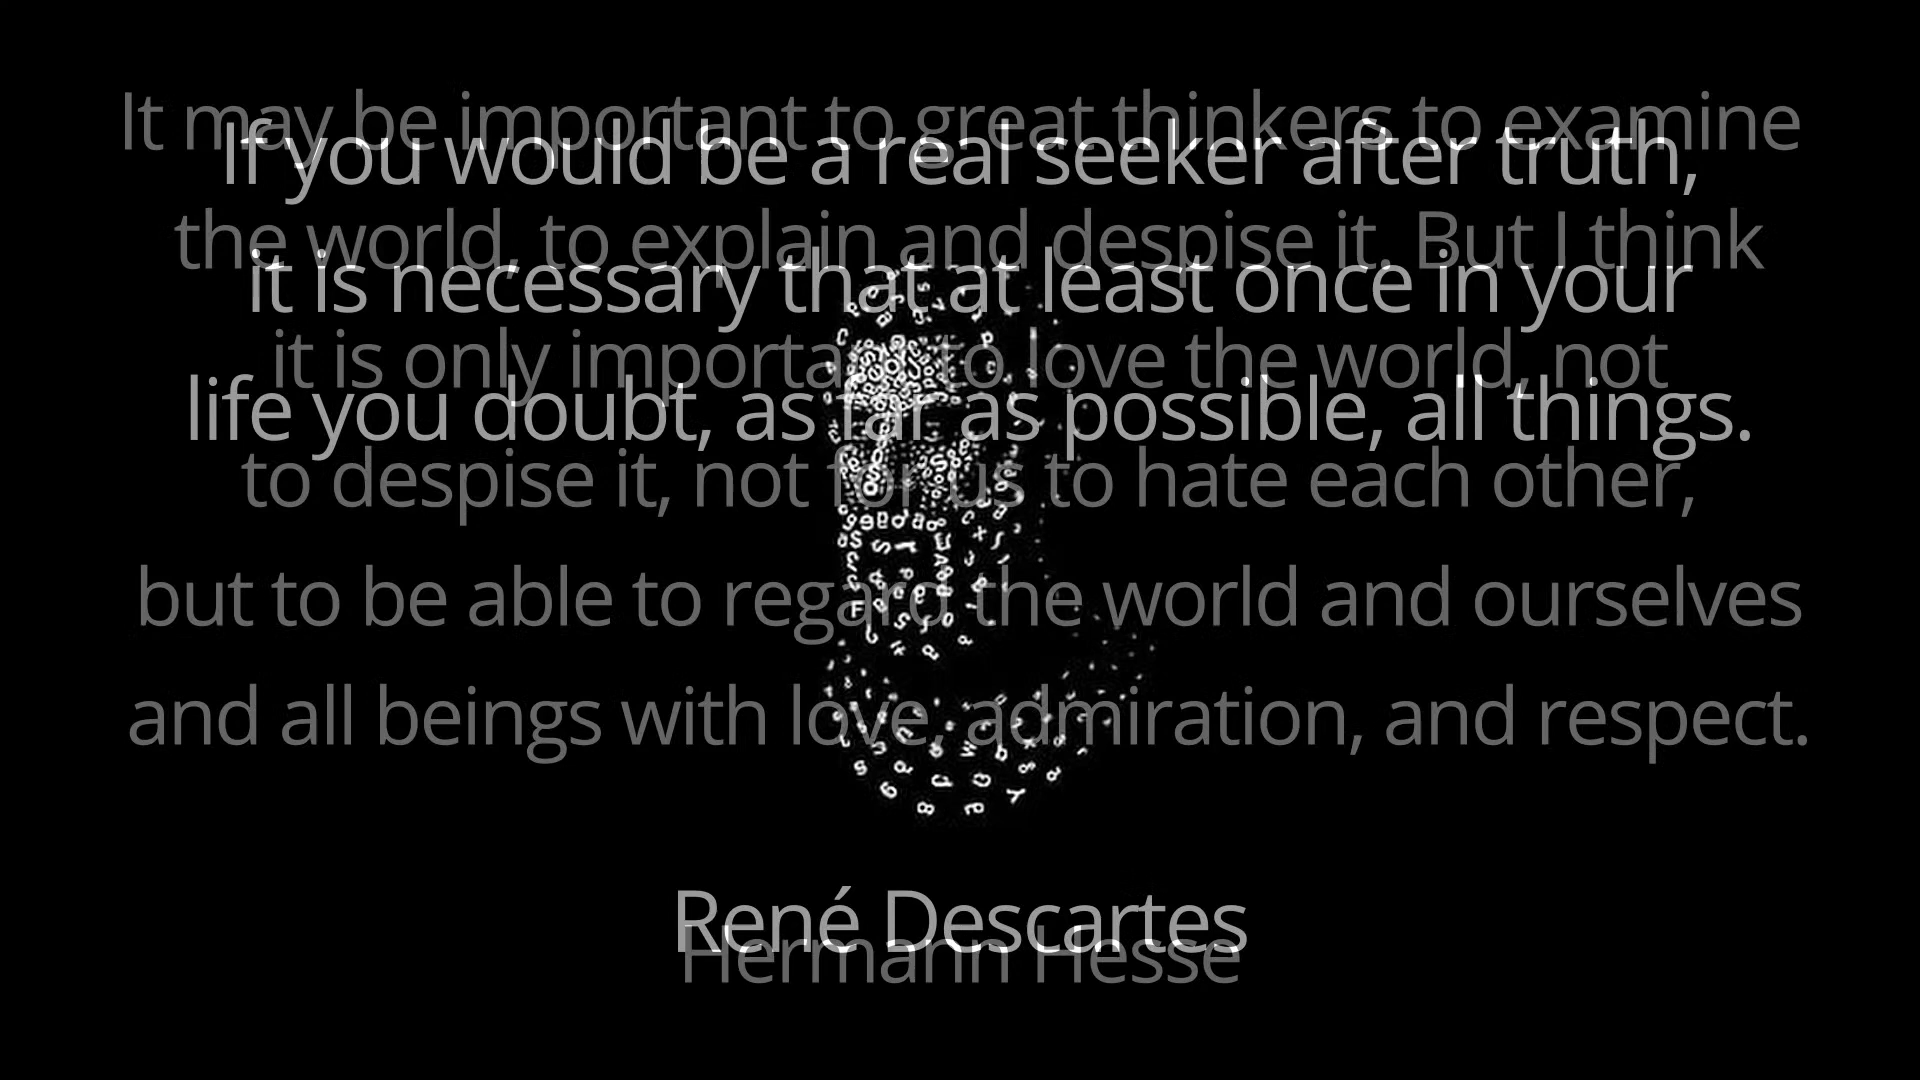 If you would be a real seeker after truth,
it is necessary that at least once in your
life you doubt, as far as possible, all things.
René Descartes
It may be important to great thinkers to examine
the world, to explain and despise it. But I think
it is only important to love the world, not
to despise it, not for us to hate each other,
but to be able to regard the world and ourselves
and all beings with love, admiration, and respect.
Hermann Hesse